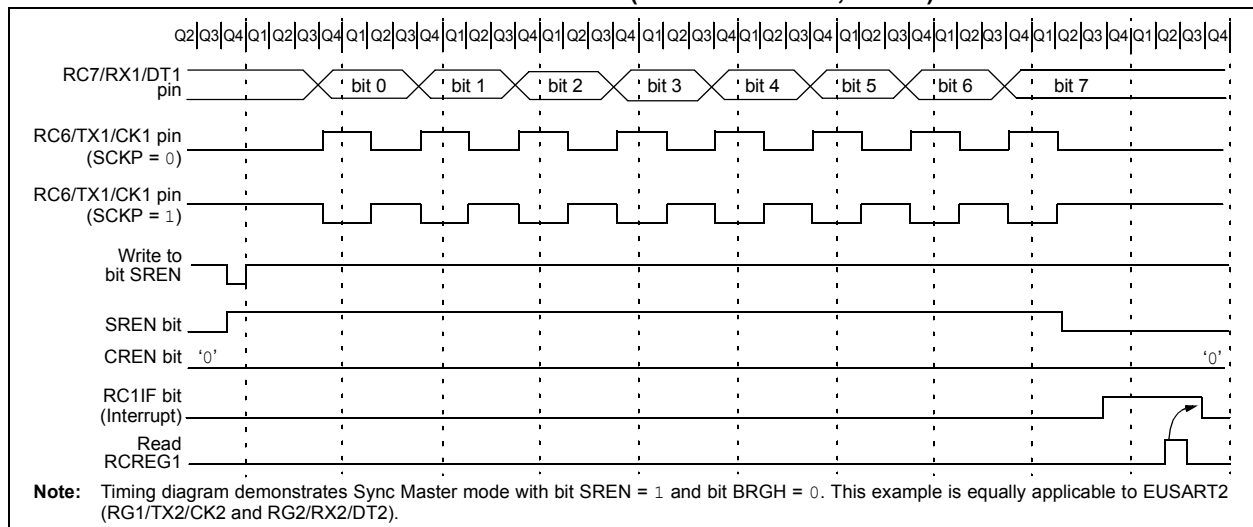 Q2|Q3|Q4|Q1|Q2|Q3|Q4|Q1|Q2|Q3|Q4|Q1|Q2|Q3|Q4|Q1|Q2|Q3|Q4|Q1|Q2|Q3|Q4|Q1|Q2|Q3|Q4|Q1|Q2|Q3|Q4|Q1|Q2|Q3|Q4|Q1|Q2|Q3|Q4|Q1|Q2|Q3|Q4
RC7/RX1/DT1
pin
bit 0 bit 1 bit 2 bit 3 bit 4 bit 5 bit 6 bit 7
RC6/TX1/CK1 pin
(SCKP = 0)
RC6/TX1/CK1 pin
(SCKP = 1)
Write to
bit SREN
SREN bit
CREN bit '0' '0'
RC1IF bit
(Interrupt)
Read
RCREG1
Note: Timing diagram demonstrates Sync Master mode with bit SREN = 1 and bit BRGH = 0. This example is equally applicable to EUSART2
(RG1/TX2/CK2 and RG2/RX2/DT2).